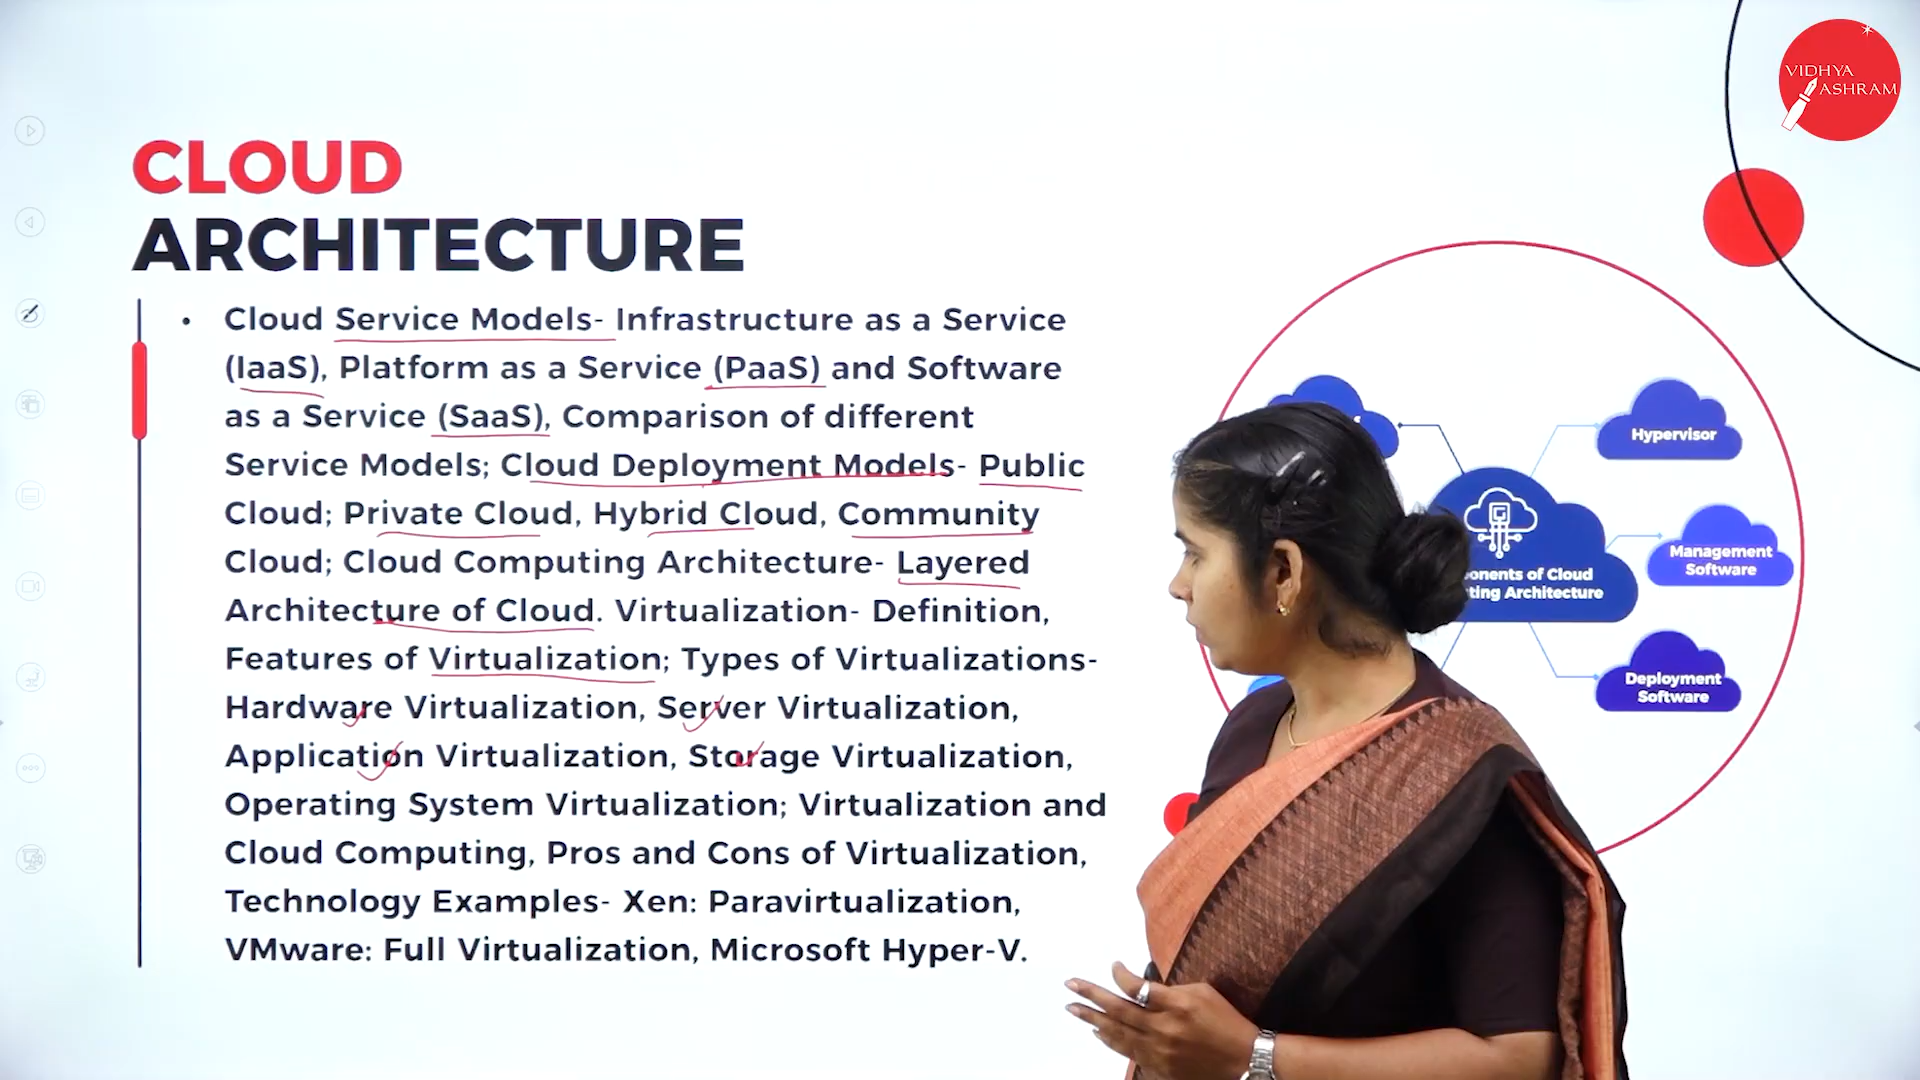 VIDHYA
ASHRAM
CLOUD
ARCHITECTURE
• Cloud Service Models- Infrastructure as a Service
(IaaS), Platform as a Service (PaaS) and Software
as a Service (SaaS), Comparison of different
Service Models; Cloud Deployment Models- Public
Cloud; Private Cloud, Hybrid Cloud, Community
Cloud; Cloud Computing Architecture- Layered
Architecture of Cloud. Virtualization- Definition,
Features of Virtualization; Types of Virtualizations-
Hardware Virtualization, Server Virtualization,
Application Virtualization, Storage Virtualization,
Operating System Virtualization; Virtualization and
Cloud Computing, Pros and Cons of Virtualization,
Technology Examples- Xen: Paravirtualization,
VMware: Full Virtualization, Microsoft Hyper-V.
Hypervisor
Management
Software
of Cloud
Architecture
Deployment
Software